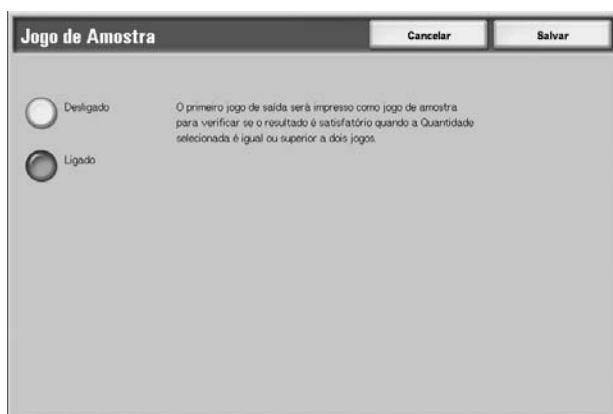 Jogo de Amostra
Cancelar
Salvar
Desligado
O primeiro jogo de saída será impresso como jogo de amostra
para verificar se o resultado é satisfatório quando a Quantidade
selecionada é igual ou superior a dois jogos.
Ligado